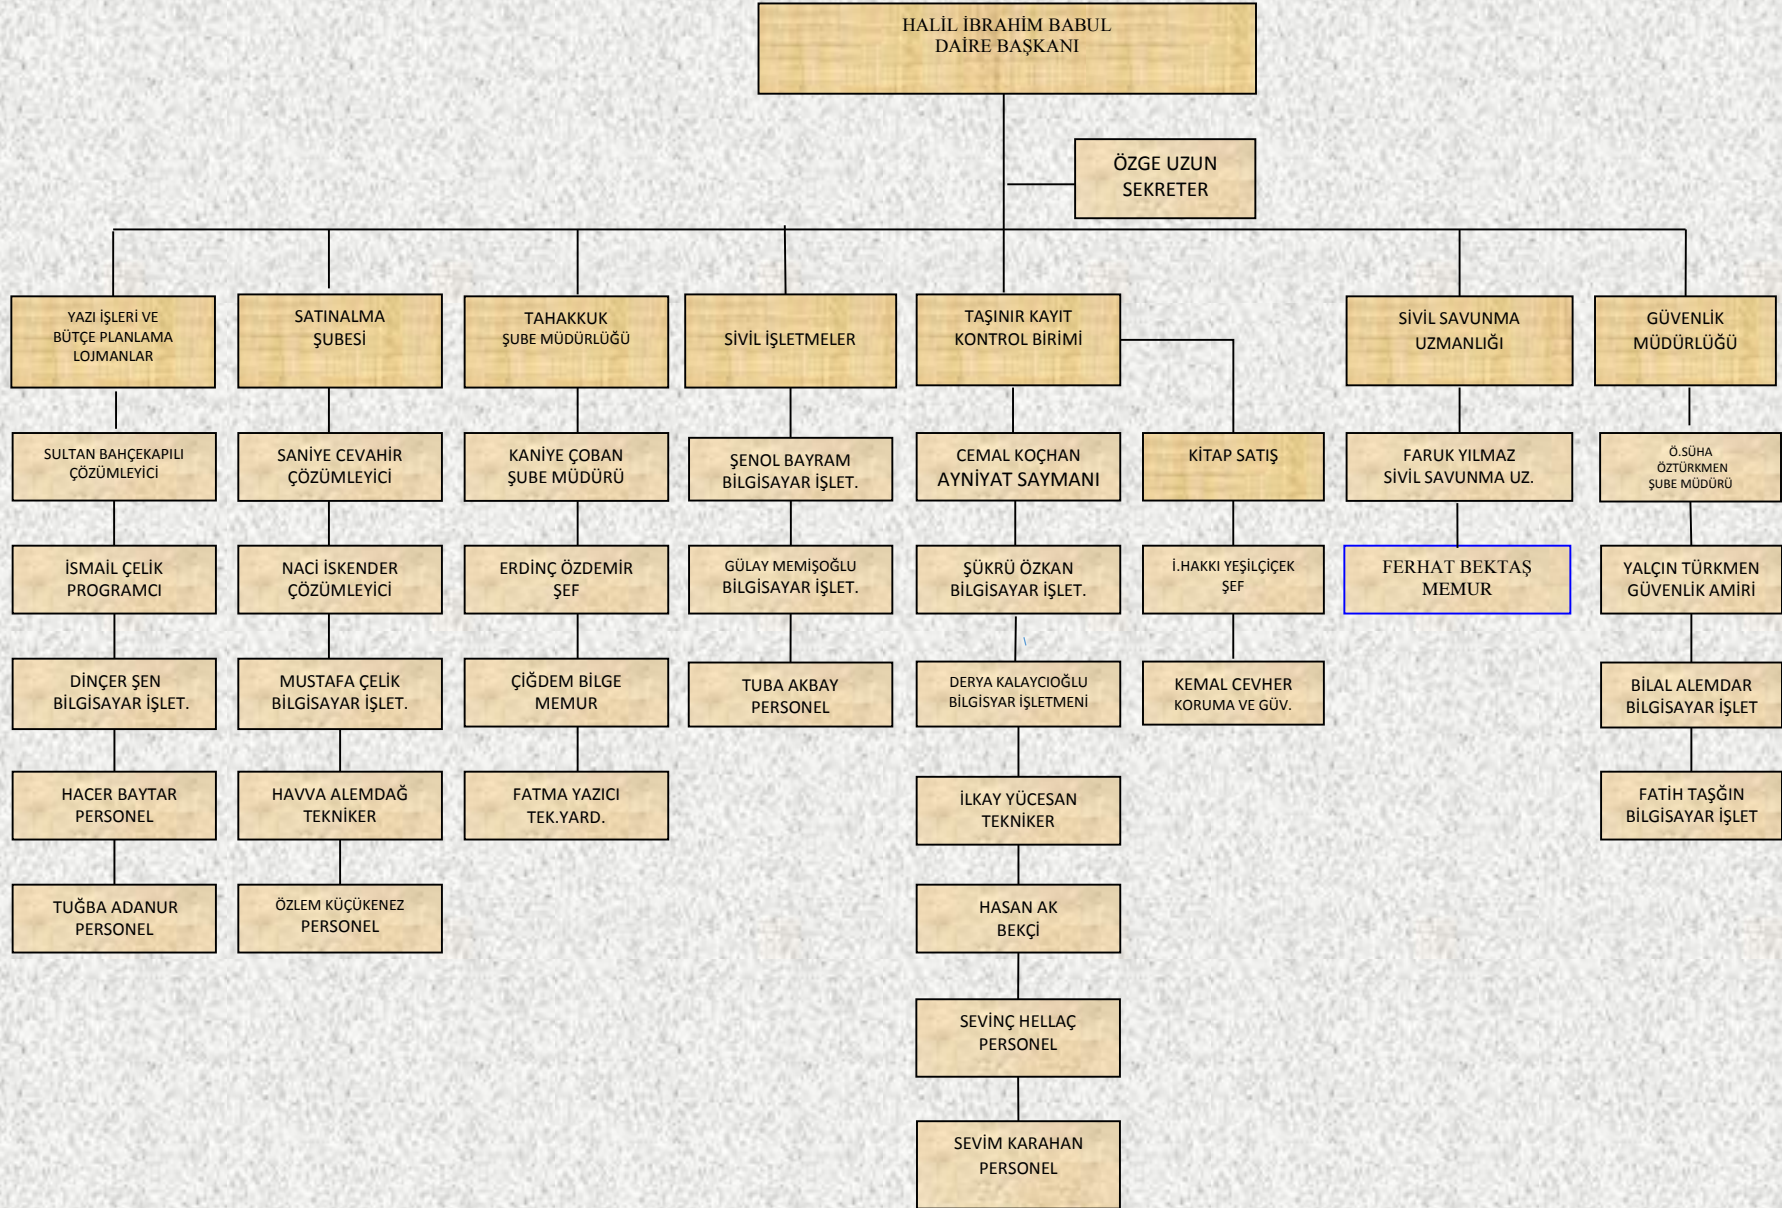 HALİL İBRAHİM BABUL
DAİRE BAŞKANI
ÖZGE UZUN
SEKRETER
YAZI İŞLERİ VE
BÜTÇE PLANLAMA
LOJMANLAR
SULTAN BAHÇEKAPILI
ÇÖZÜMLEYİCİ
İSMAİL ÇELİK
PROGRAMCI
DİNÇER ŞEN
BİLGİSAYAR İŞLET.
HACER BAYTAR
PERSONEL
TUĞBA ADANUR
PERSONEL
SATINALMA
ŞUBESİ
SANİYE CEVAHİR
ÇÖZÜMLEYİCİ
NACİ İSKENDER
ÇÖZÜMLEYİCİ
MUSTAFA ÇELİK
BİLGİSAYAR İŞLET.
HAVVA ALEMDAĞ
TEKNİKER
ÖZLEM KÜÇÜKENEZ
PERSONEL
TAHAKKUK
ŞUBE MÜDÜRLÜĞÜ
KANİYE ÇOBAN
ŞUBE MÜDÜRÜ
ERDİNÇ ÖZDEMİR
ŞEF
ÇİĞDEM BİLGE
MEMUR
FATMA YAZICI
TEK.YARD.
SİVİL İŞLETMELER
ŞENOL BAYRAM
BİLGİSAYAR İŞLET.
GÜLAY MEMİŞOĞLU
BİLGİSAYAR İŞLET.
TUBA AKBAY
PERSONEL
TAŞINIR KAYIT
KONTROL BİRİMİ
CEMAL KOÇHAN
AYNİYAT SAYMANI
ŞÜKRÜ ÖZKAN
BİLGİSAYAR İŞLET.
DERYA KALAYCIOĞLU
BİLGİSYAR İŞLETMENİ
İLKAY YÜCESAN
TEKNİKER
HASAN AK
BEKÇİ
SEVİNÇ HELLAÇ
PERSONEL
SEVİM KARAHAN
PERSONEL
KİTAP SATIŞ
İ.HAKKI YEŞİLÇİÇEK
ŞEF
KEMAL CEVHER
KORUMA VE GÜV.
SİVİL SAVUNMA
UZMANLIĞI
FARUK YILMAZ
SİVİL SAVUNMA UZ.
FERHAT BEKTAŞ
MEMUR
GÜVENLİK
MÜDÜRLÜĞÜ
Ö.SÜHA
ÖZTÜRKMEN
ŞUBE MÜDÜRÜ
YALÇIN TÜRKMEN
GÜVENLİK AMİRİ
BİLAL ALEMDAR
BİLGİSAYAR İŞLET
FATİH TAŞĞIN
BİLGİSAYAR İŞLET